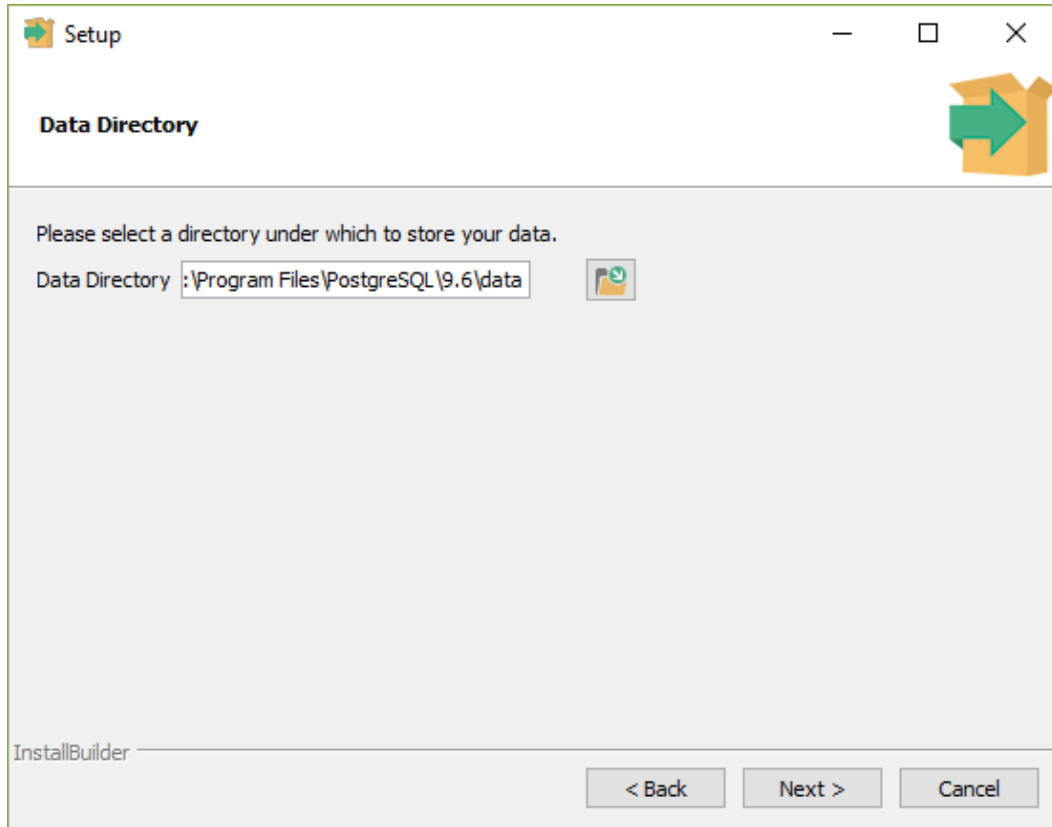 Setup
Data Directory
Please select a directory under which to store your data.
Data Directory :\Program Files\PostgreSQL\9.6\data
InstallBuilder
< Back Next > Cancel